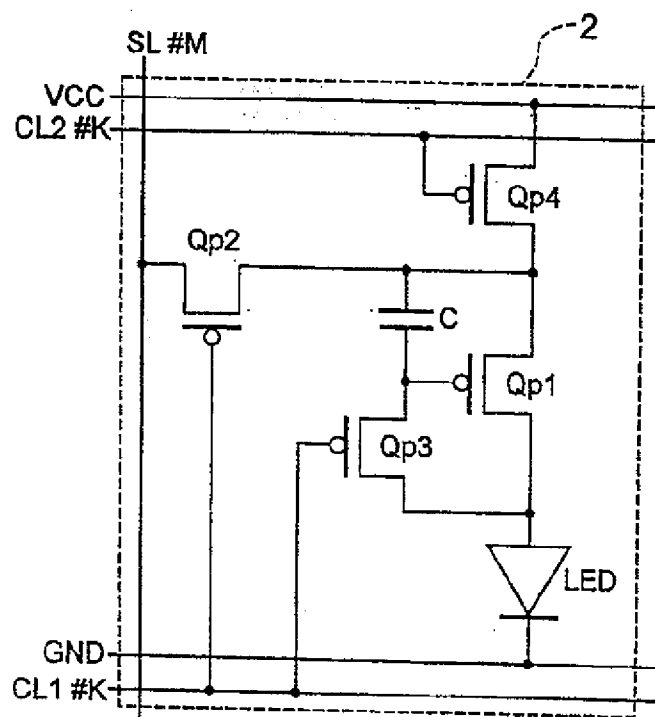 SL #M
2
VCC
CL2 #K
Qp4
Qp2
C
Qp1
Qp3
LED
GND
CL1 #K